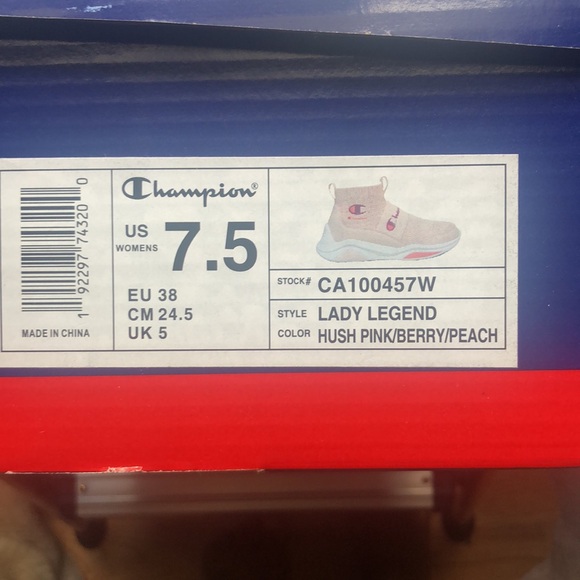 1 92297 74320 0
MADE IN CHINA
Champion®
US
WOMENS
7.5
EU 38
CM 24.5
UK 5
STOCK# CA100457W
STYLE LADY LEGEND
COLOR HUSH PINK/BERRY/PEACH